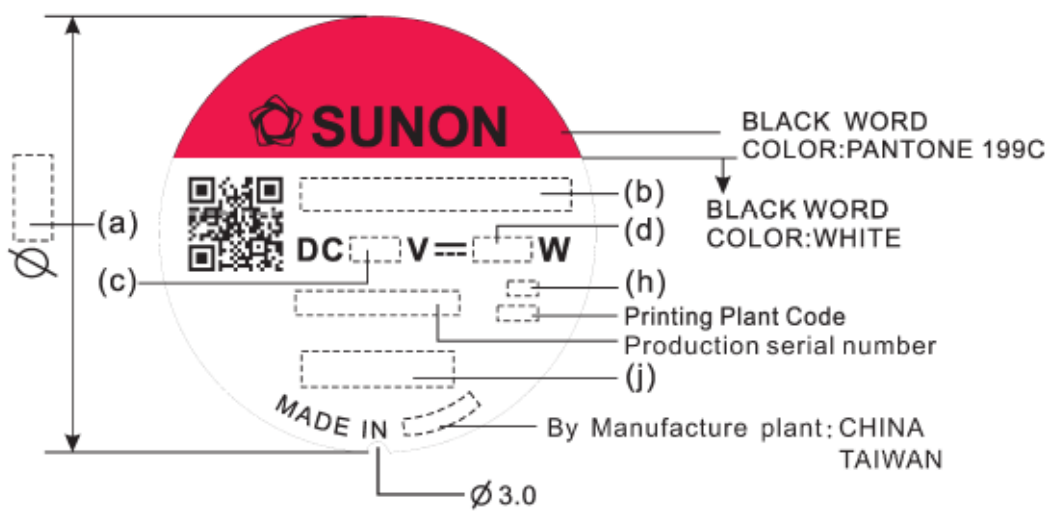 SUNON
BLACK WORD
COLOR:PANTONE 199C
(a)
(b)
BLACK WORD
COLOR:WHITE
(d)
DC V W
(c)
(h)
Printing Plant Code
Production serial number
(j)
MADE IN
By Manufacture plant: CHINA
TAIWAN
Ø
Ø 3.0